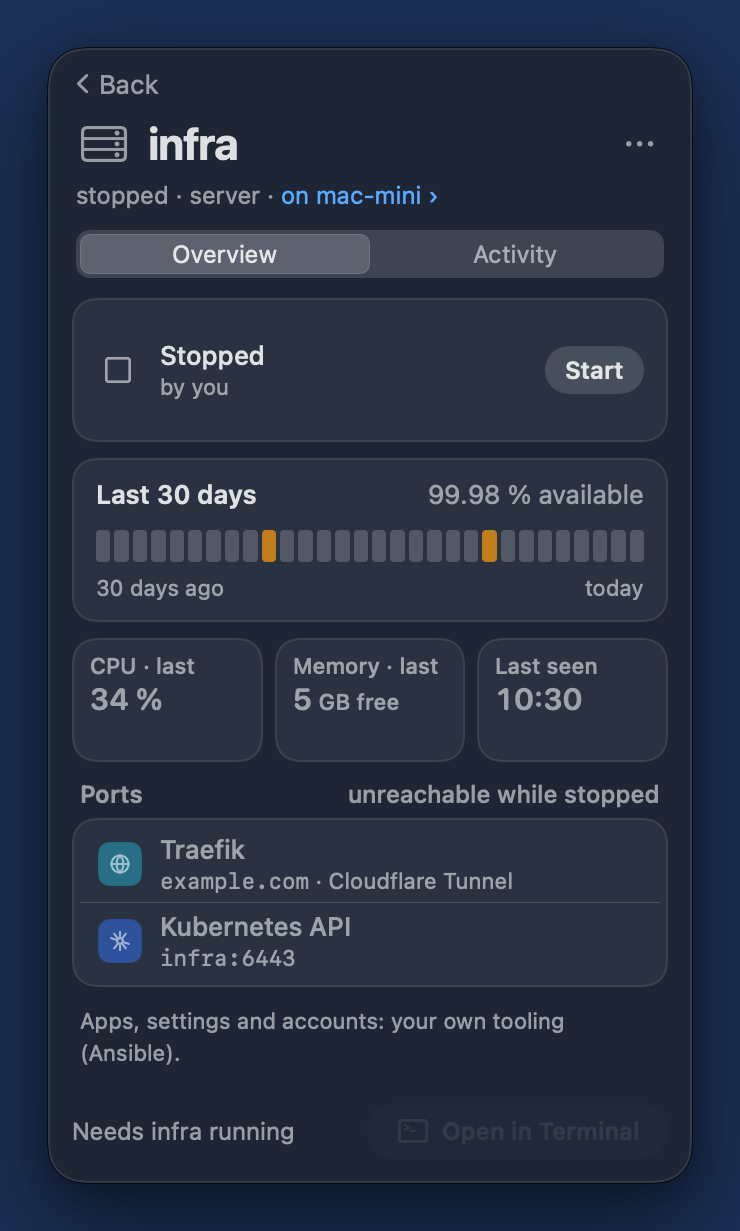 Back
infra
stopped · server · on mac-mini ›
Overview
Activity
Stopped
by you
Start
Last 30 days
99.98 % available
30 days ago
today
CPU · last
34 %
Memory · last
5 GB free
Last seen
10:30
Ports
unreachable while stopped
Traefik
example.com · Cloudflare Tunnel
Kubernetes API
infra:6443
Apps, settings and accounts: your own tooling
(Ansible).
Needs infra running
Open in Terminal